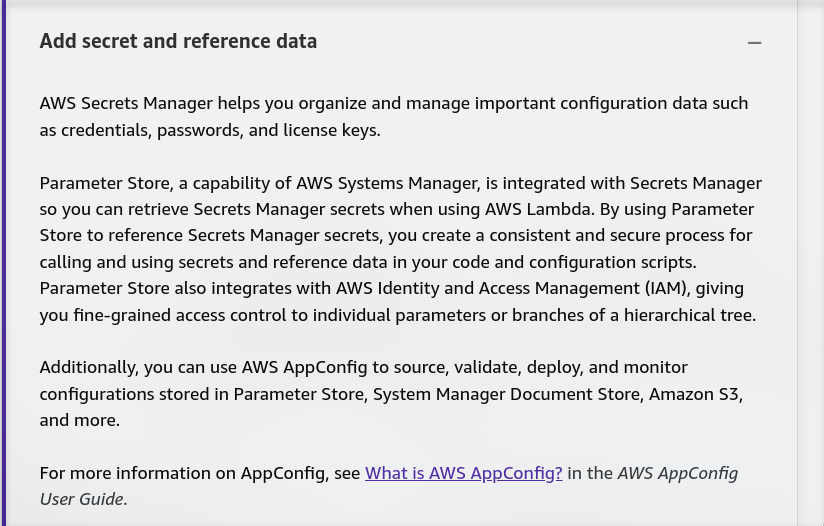 Add secret and reference data
AWS Secrets Manager helps you organize and manage important configuration data such
as credentials, passwords, and license keys.
Parameter Store, a capability of AWS Systems Manager, is integrated with Secrets Manager
so you can retrieve Secrets Manager secrets when using AWS Lambda. By using Parameter
Store to reference Secrets Manager secrets, you create a consistent and secure process for
calling and using secrets and reference data in your code and configuration scripts.
Parameter Store also integrates with AWS Identity and Access Management (IAM), giving
you fine-grained access control to individual parameters or branches of a hierarchical tree.
Additionally, you can use AWS AppConfig to source, validate, deploy, and monitor
configurations stored in Parameter Store, System Manager Document Store, Amazon S3,
and more.
For more information on AppConfig, see What is AWS AppConfig? in the AWS AppConfig
User Guide.